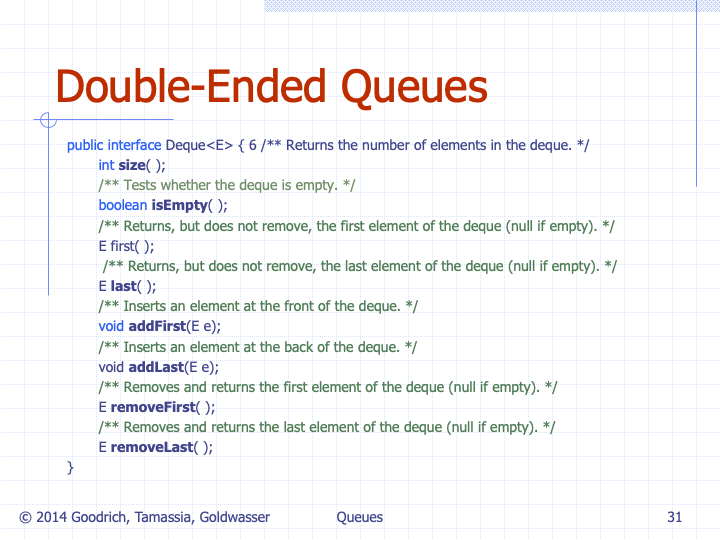 Double-Ended Queues
public interface Deque<E> { 6 /** Returns the number of elements in the deque. */
int size( );
/** Tests whether the deque is empty. */
boolean isEmpty( );
/** Returns, but does not remove, the first element of the deque (null if empty). */
E first( );
/** Returns, but does not remove, the last element of the deque (null if empty). */
E last( );
/** Inserts an element at the front of the deque. */
void addFirst(E e);
/** Inserts an element at the back of the deque. */
void addLast(E e);
/** Removes and returns the first element of the deque (null if empty). */
E removeFirst( );
/** Removes and returns the last element of the deque (null if empty). */
E removeLast( );
}
© 2014 Goodrich, Tamassia, Goldwasser Queues 31